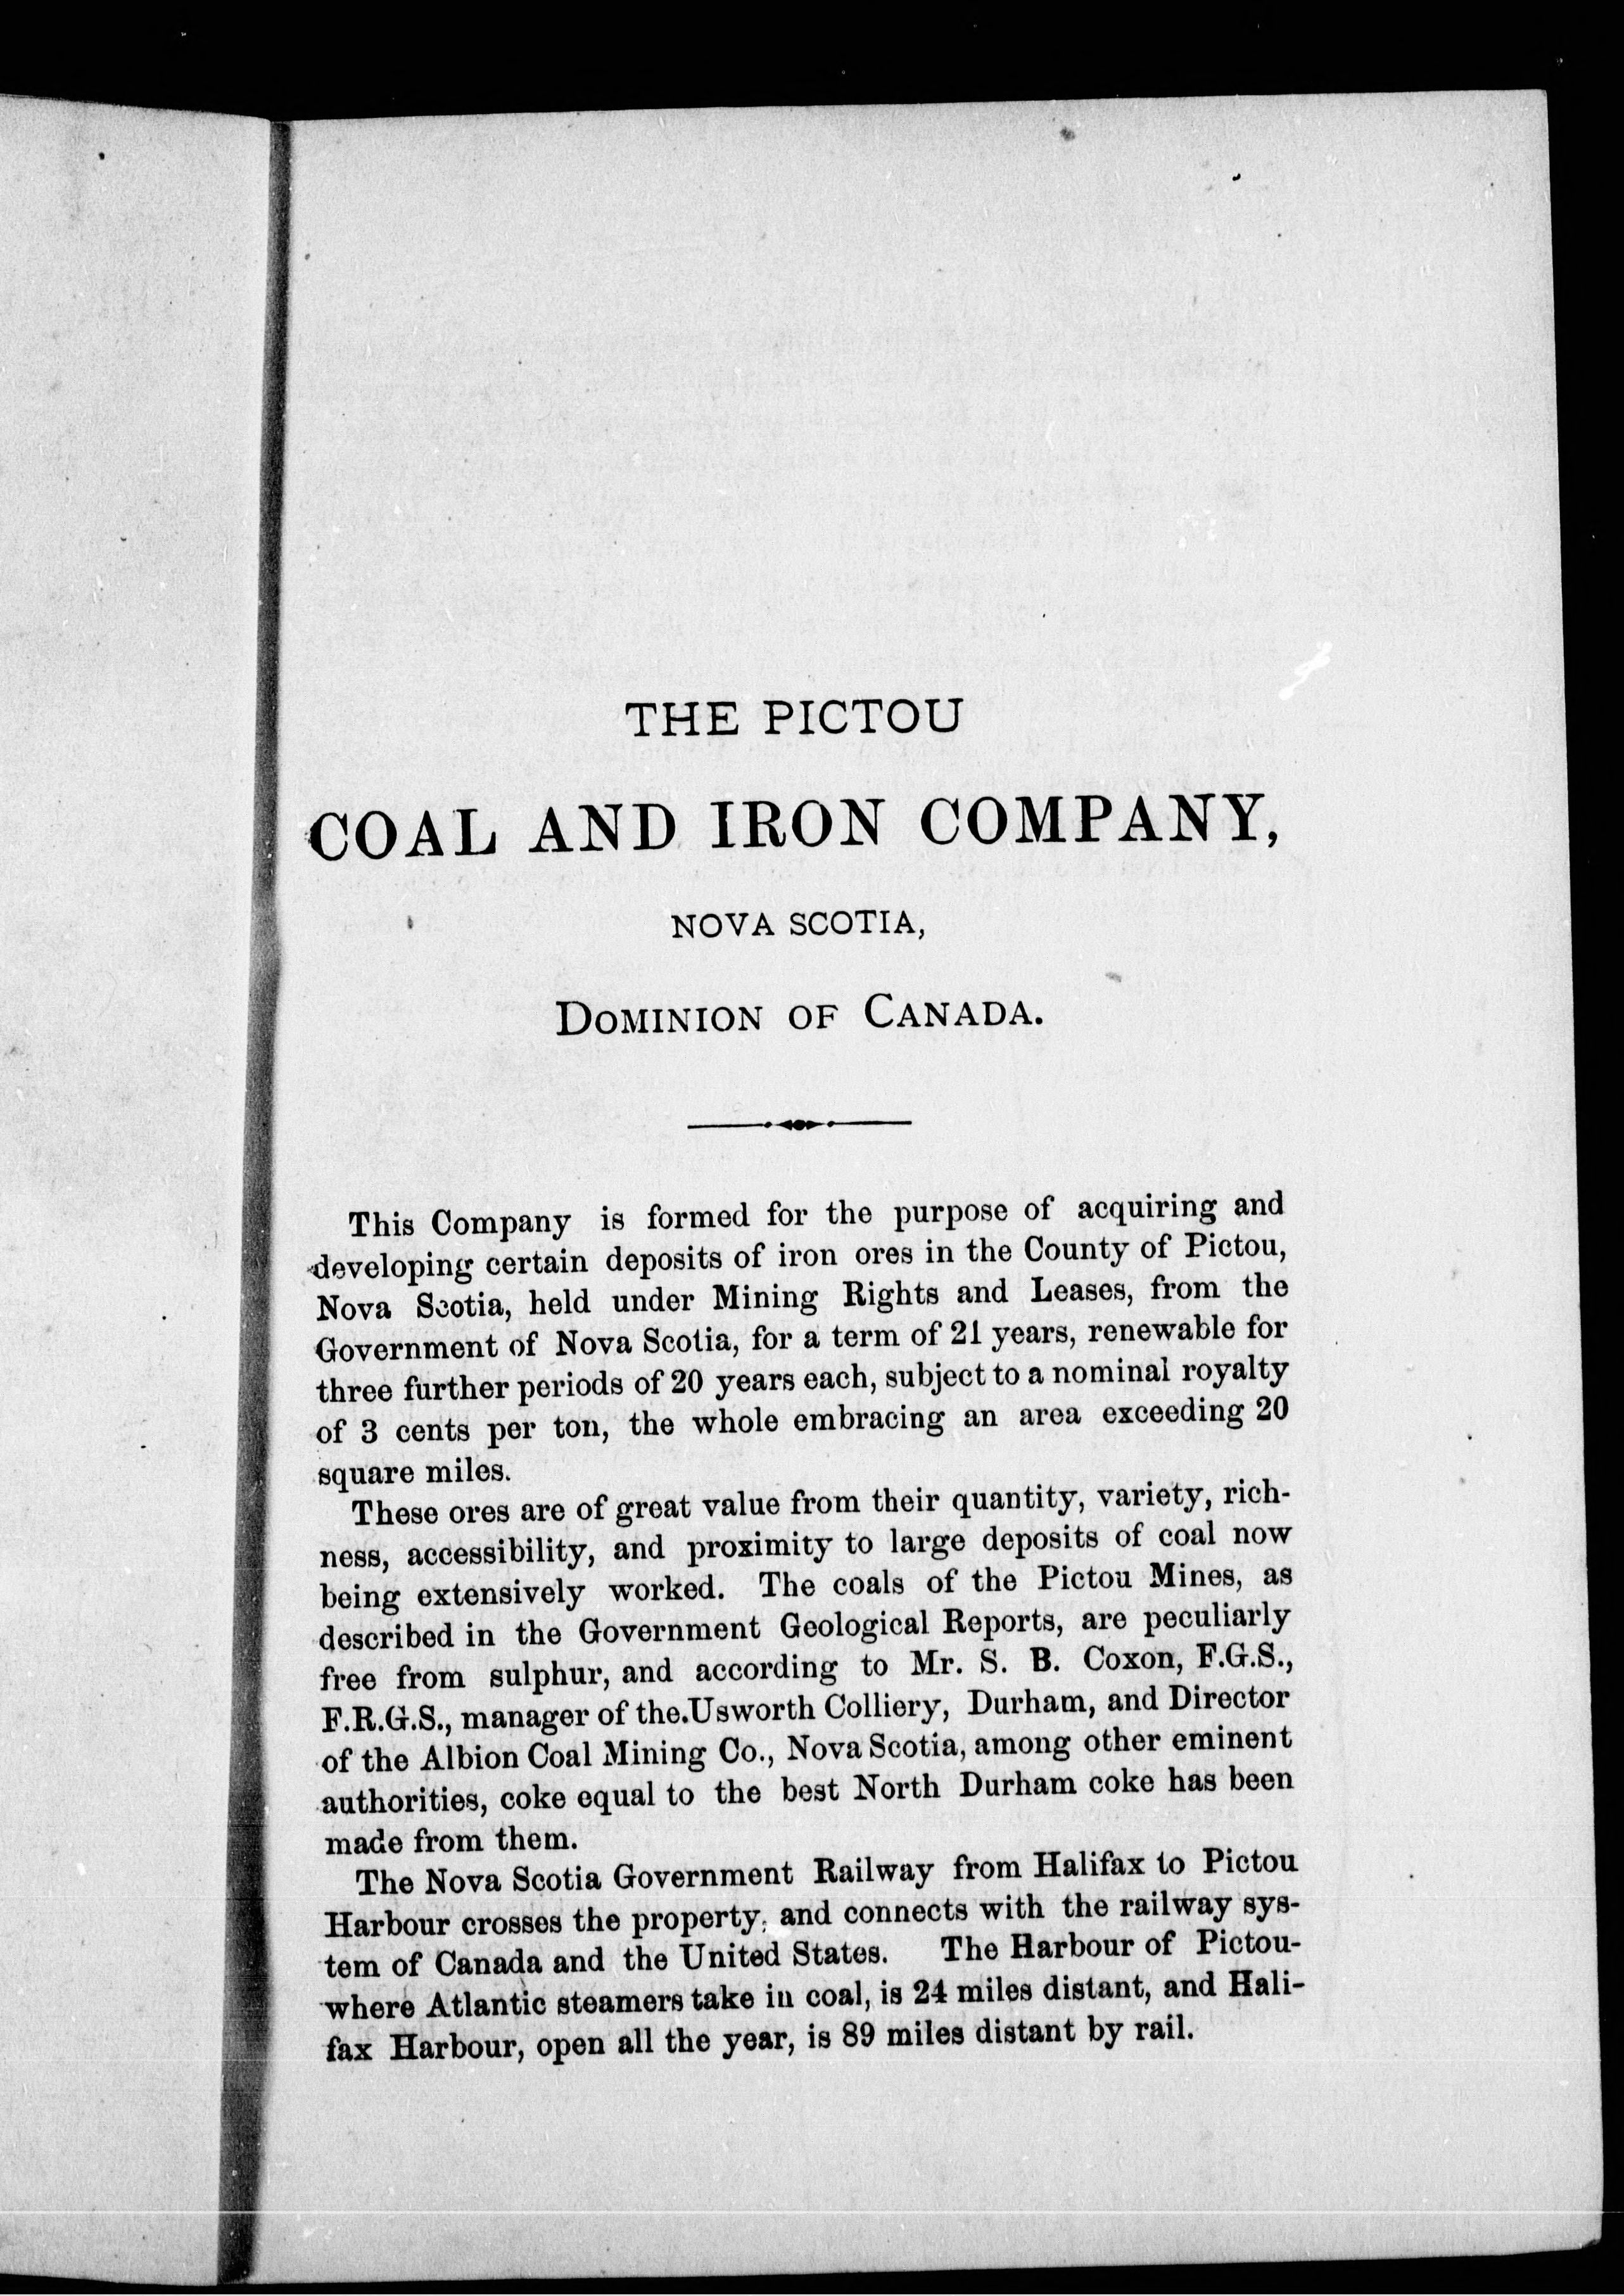 THE PICTOU
COAL AND IRON COMPANY,
NOVA SCOTIA,
DOMINION OF CANADA.
This Company is formed for the purpose of acquiring and
developing certain deposits of iron ores in the County of Pictou,
Nova Scotia, held under Mining Rights and Leases, from the
Government of Nova Scotia, for a term of 21 years, renewable for
three further periods of 20 years each, subject to a nominal royalty
of 3 cents per ton, the whole embracing an area exceeding 20
square miles.
These ores are of great value from their quantity, variety, rich-
ness, accessibility, and proximity to large deposits of coal now
being extensively worked. The coals of the Pictou Mines, as
described in the Government Geological Reports, are peculiarly
free from sulphur, and according to Mr. S. B. Coxon, F.G.S.,
F.R.G.S., manager of the.Usworth Colliery, Durham, and Director
of the Albion Coal Mining Co., Nova Scotia, among other eminent
authorities, coke equal to the best North Durham coke has been
made from them.
The Nova Scotia Government Railway from Halifax to Pictou
Harbour crosses the property, and connects with the railway sys-
tem of Canada and the United States. The Harbour of Pictou-
where Atlantic steamers take in coal, is 24 miles distant, and Hali-
fax Harbour, open all the year, is 89 miles distant by rail.